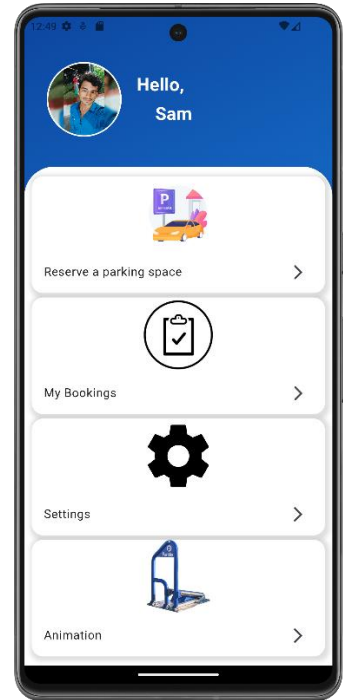 12:49
Hello,
Sam
P
Reserve a parking space
My Bookings
Settings
Animation